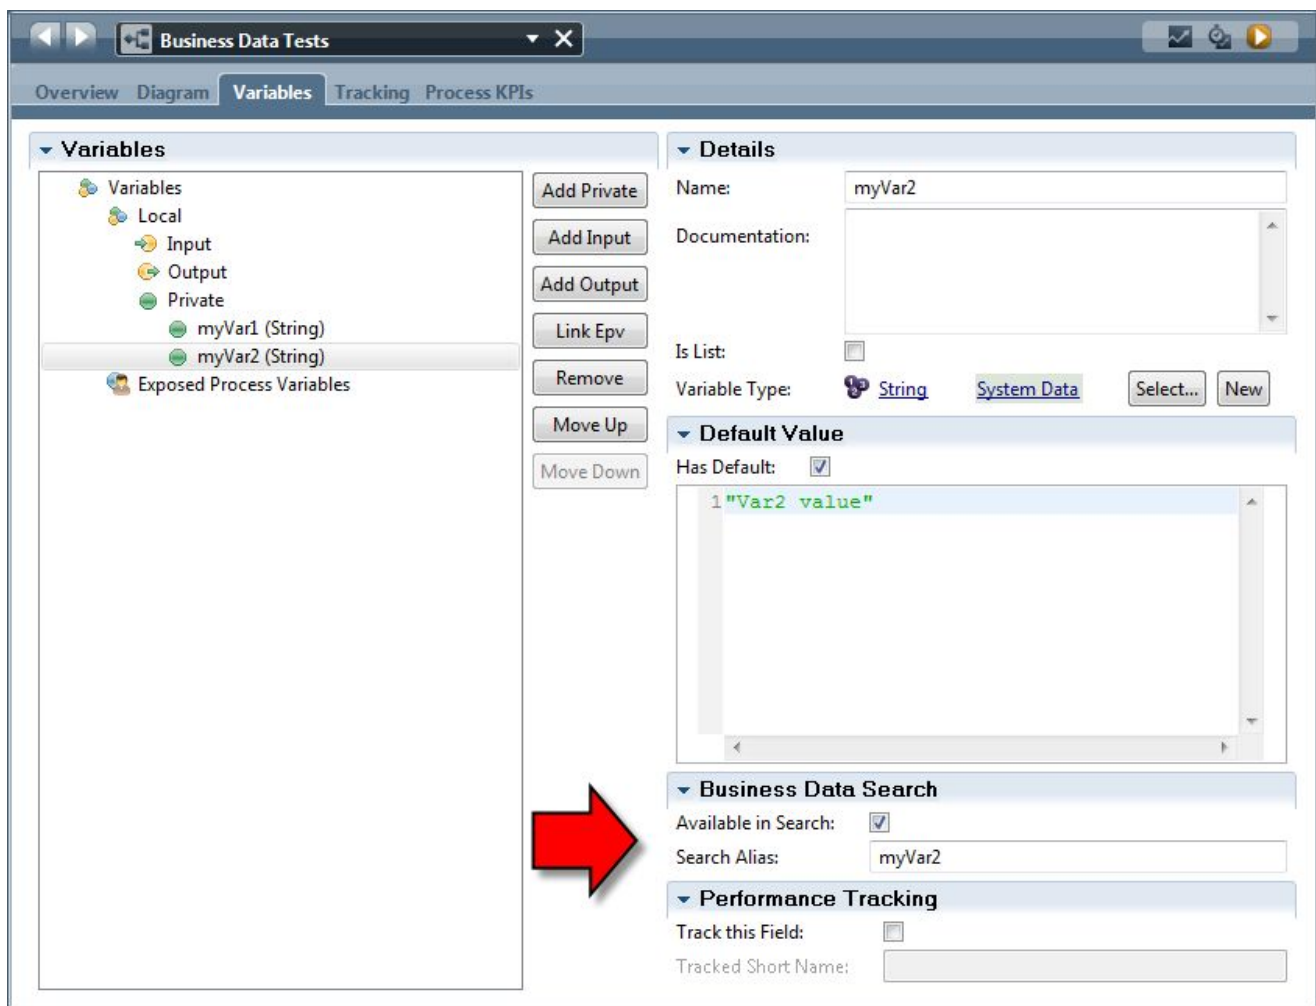 Business Data Tests
Overview Diagram Variables Tracking Process KPIs
Variables
Variables
Local
Input
Output
Private
myVar1 (String)
myVar2 (String)
Exposed Process Variables
Add Private
Add Input
Add Output
Link Epv
Remove
Move Up
Move Down
Details
Name: myVar2
Documentation:
Is List:
Variable Type: String System Data Select... New
Default Value
Has Default:
1 "Var2 value"
Business Data Search
Available in Search:
Search Alias: myVar2
Performance Tracking
Track this Field:
Tracked Short Name: